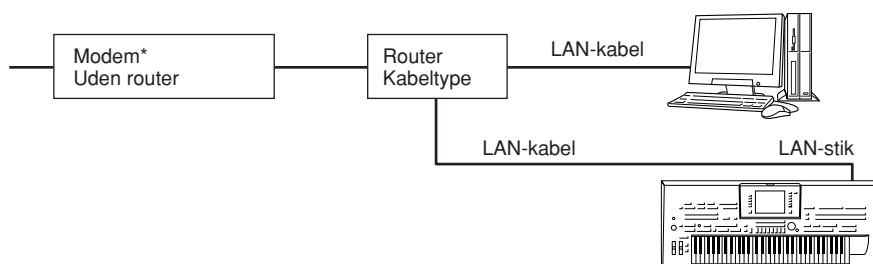 Modem*
Uden router
Router
Kabeltype
LAN-kabel
LAN-kabel
LAN-stik